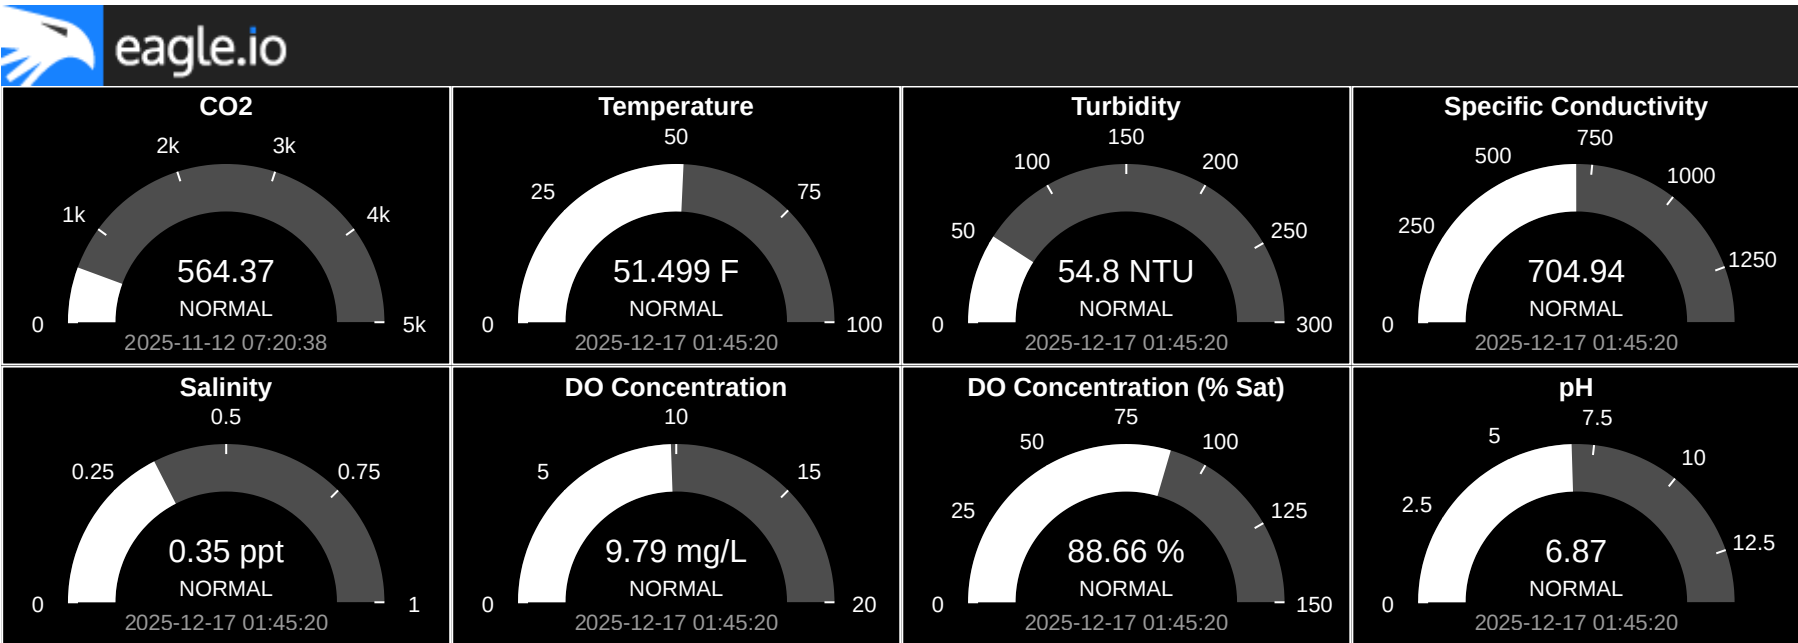 eagle.io
CO2
0
1k
2k
3k
4k
5k
564.37
NORMAL
2025-11-12 07:20:38
Temperature
0
25
50
75
100
51.499 F
NORMAL
2025-12-17 01:45:20
Turbidity
0
50
100
150
200
250
300
54.8 NTU
NORMAL
2025-12-17 01:45:20
Specific Conductivity
0
250
500
750
1000
1250
704.94
NORMAL
2025-12-17 01:45:20
Salinity
0
0.25
0.5
0.75
1
0.35 ppt
NORMAL
2025-12-17 01:45:20
DO Concentration
0
5
10
15
20
9.79 mg/L
NORMAL
2025-12-17 01:45:20
DO Concentration (% Sat)
0
25
50
75
100
125
150
88.66 %
NORMAL
2025-12-17 01:45:20
pH
0
2.5
5
7.5
10
12.5
6.87
NORMAL
2025-12-17 01:45:20